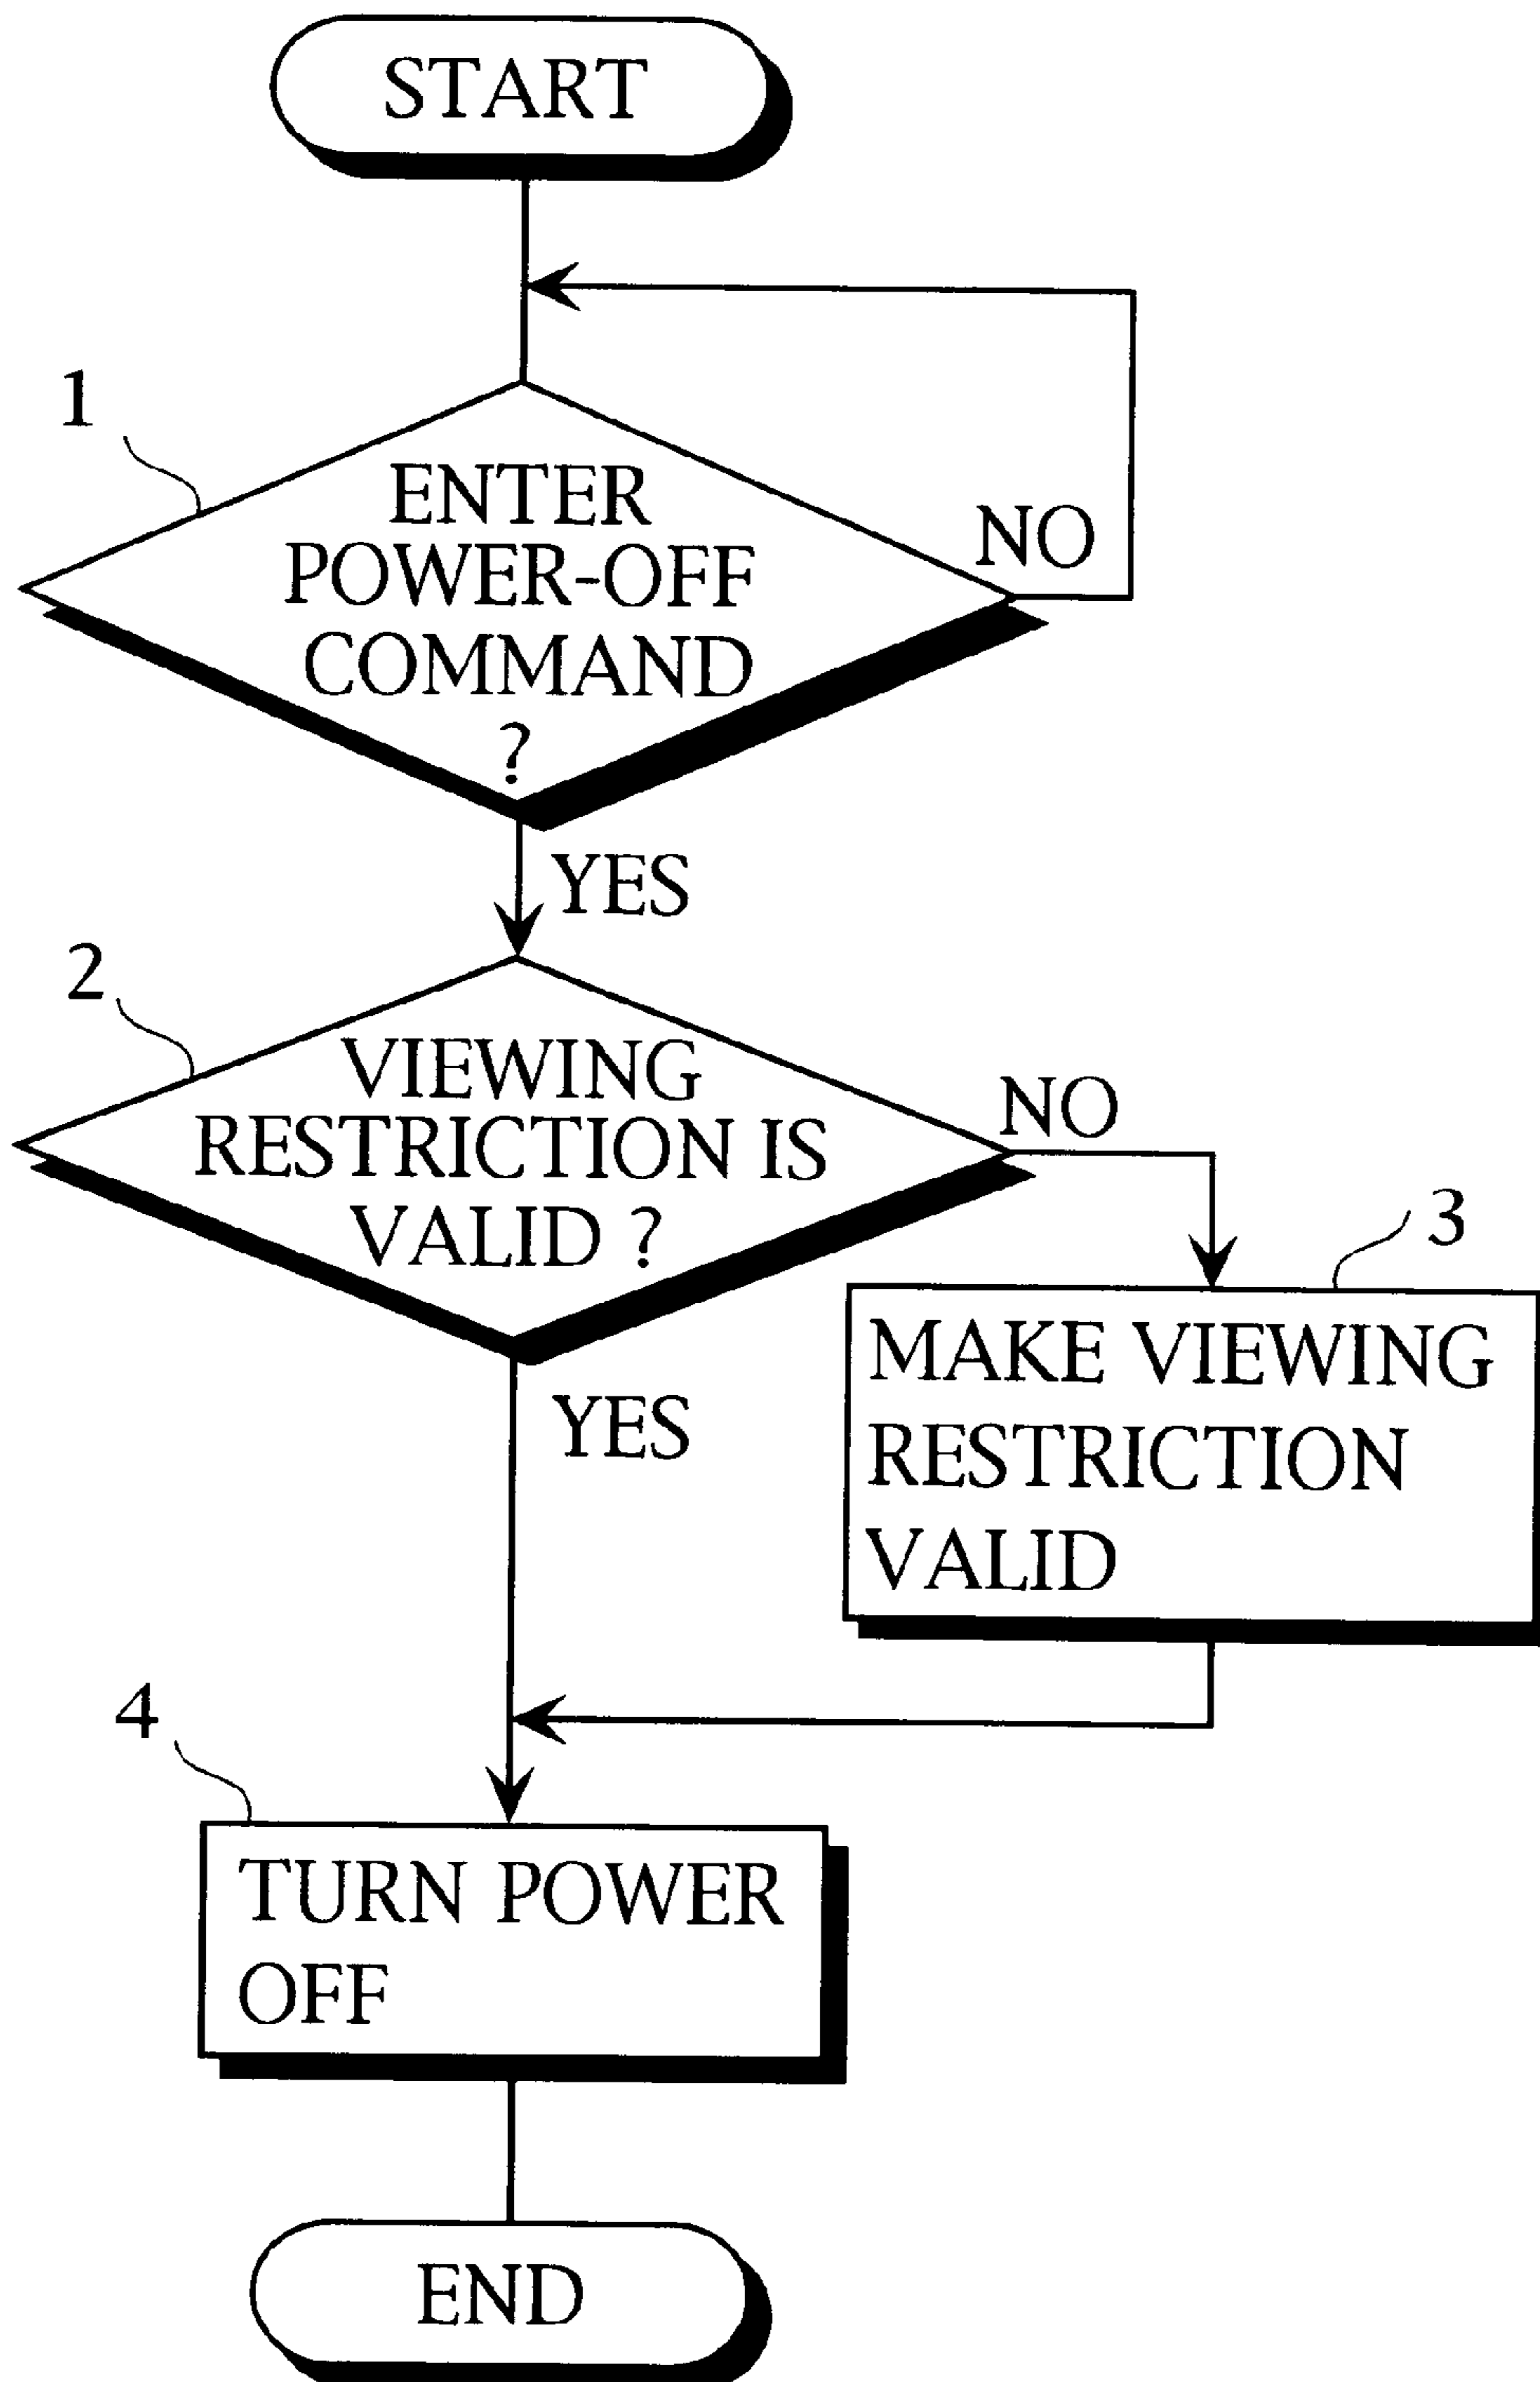 START
1
ENTER
POWER-OFF
COMMAND
?
NO
YES
2
VIEWING
RESTRICTION IS
VALID ?
NO
YES
3
MAKE VIEWING
RESTRICTION
VALID
4
TURN POWER
OFF
END